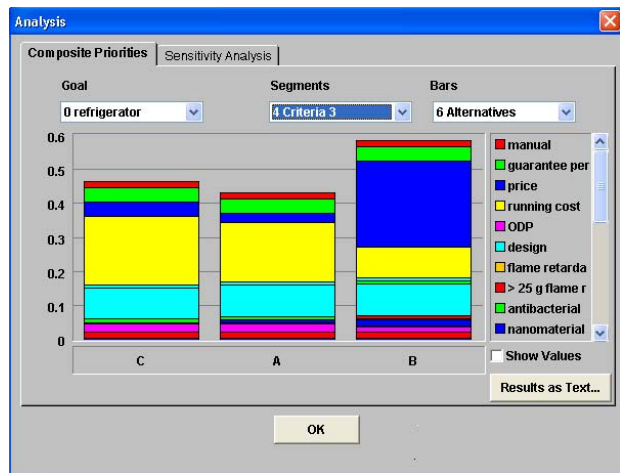 Analysis
Composite Priorities
Sensitivity Analysis
Goal
Segments
Bars
0 refrigerator
4 Criteria 3
6 Alternatives
0.6
0.5
0.4
0.3
0.2
0.1
0
C
A
B
manual
guarantee per
price
running cost
ODP
design
flame retarda
> 25 g flame r
antibacterial
nanomaterial
Show Values
Results as Text...
OK